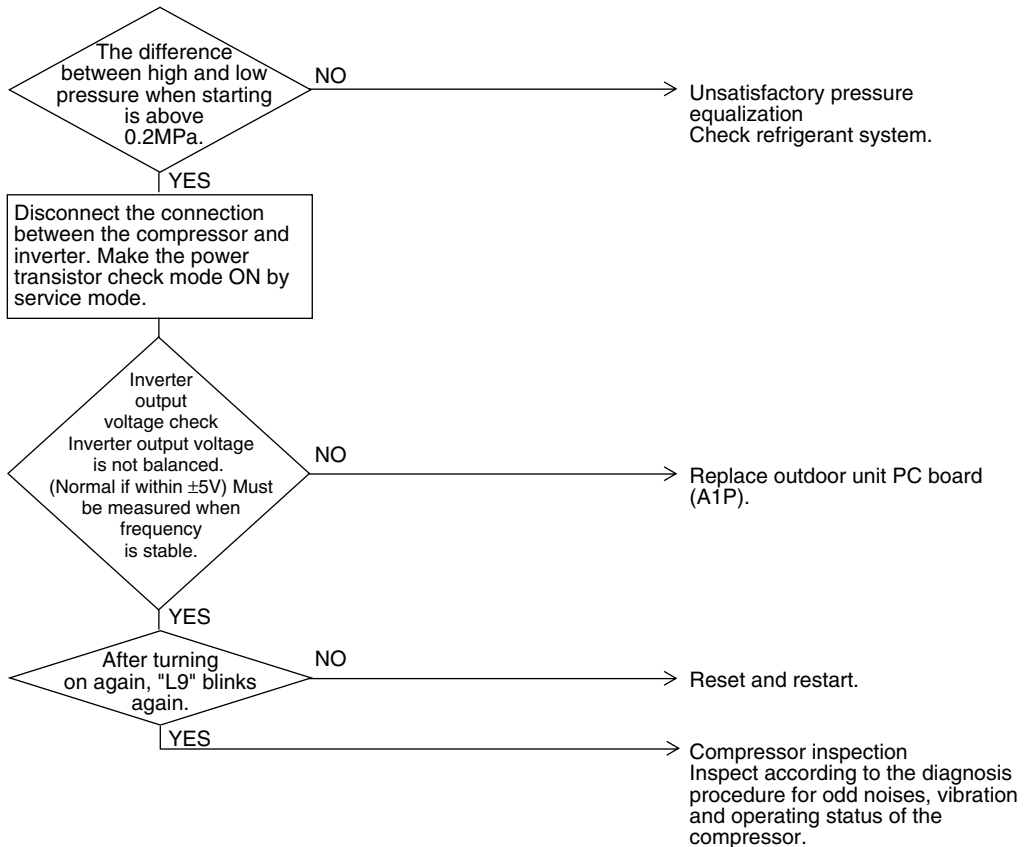 The difference
between high and low
pressure when starting
is above
0.2MPa.
NO
Unsatisfactory pressure
equalization
Check refrigerant system.
YES
Disconnect the connection
between the compressor and
inverter. Make the power
transistor check mode ON by
service mode.
Inverter
output
voltage check
Inverter output voltage
is not balanced.
(Normal if within ±5V) Must
be measured when
frequency
is stable.
NO
Replace outdoor unit PC board
(A1P).
YES
After turning
on again, "L9" blinks
again.
NO
Reset and restart.
YES
Compressor inspection
Inspect according to the diagnosis
procedure for odd noises, vibration
and operating status of the
compressor.